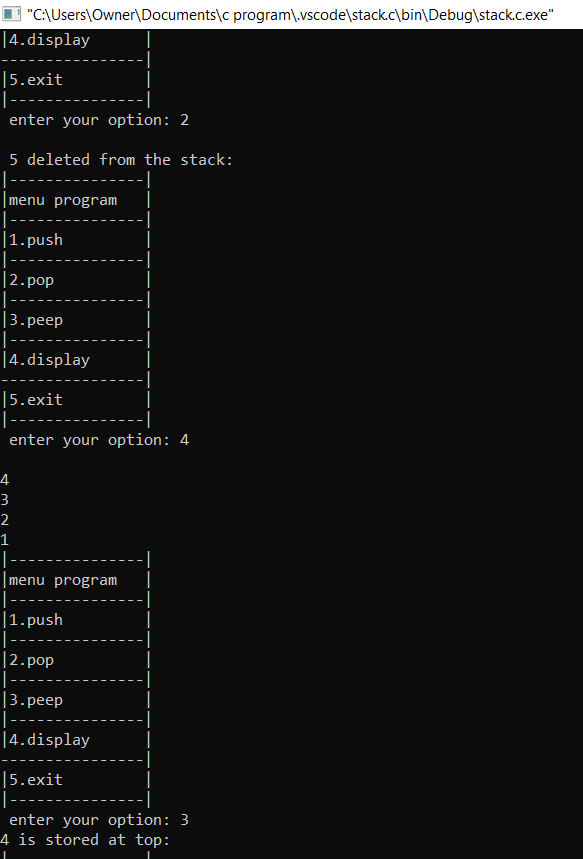 "C:\Users\Owner\Documents\c program\.vscode\stack.c\bin\Debug\stack.c.exe"
|4.display      |
----------------|
|5.exit         |
|---------------|
 enter your option: 2

 5 deleted from the stack:
|---------------|
|menu program   |
|---------------|
|1.push         |
|---------------|
|2.pop          |
|---------------|
|3.peep         |
|---------------|
|4.display      |
----------------|
|5.exit         |
|---------------|
 enter your option: 4

4
3
2
1
|---------------|
|menu program   |
|---------------|
|1.push         |
|---------------|
|2.pop          |
|---------------|
|3.peep         |
|---------------|
|4.display      |
----------------|
|5.exit         |
|---------------|
 enter your option: 3
4 is stored at top:
|---------------|